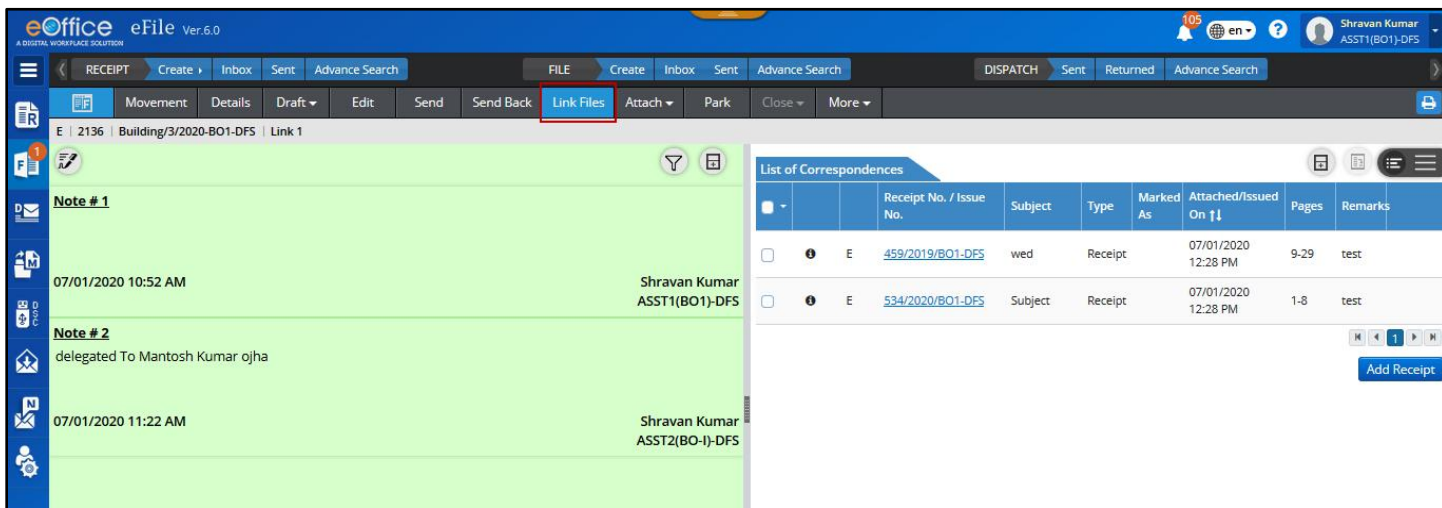 eOffice eFile Ver.6.0
A DIGITAL WORKPLACE SOLUTION
105 en ? Shravan Kumar
ASST1(BO1)-DFS
RECEIPT Create Inbox Sent Advance Search FILE Create Inbox Sent Advance Search DISPATCH Sent Returned Advance Search
Movement Details Draft Edit Send Send Back Link Files Attach Park Close More
E | 2136 | Building/3/2020-BO1-DFS | Link 1
R
F 1
D
M
DSC
N
Note # 1
07/01/2020 10:52 AM Shravan Kumar
ASST1(BO1)-DFS
Note # 2
delegated To Mantosh Kumar ojha
07/01/2020 11:22 AM Shravan Kumar
ASST2(BO-I)-DFS
List of Correspondences
Receipt No. / Issue No. Subject Type Marked As Attached/Issued On Pages Remarks
E 459/2019/BO1-DFS wed Receipt 07/01/2020 12:28 PM 9-29 test
E 534/2020/BO1-DFS Subject Receipt 07/01/2020 12:28 PM 1-8 test
1
Add Receipt